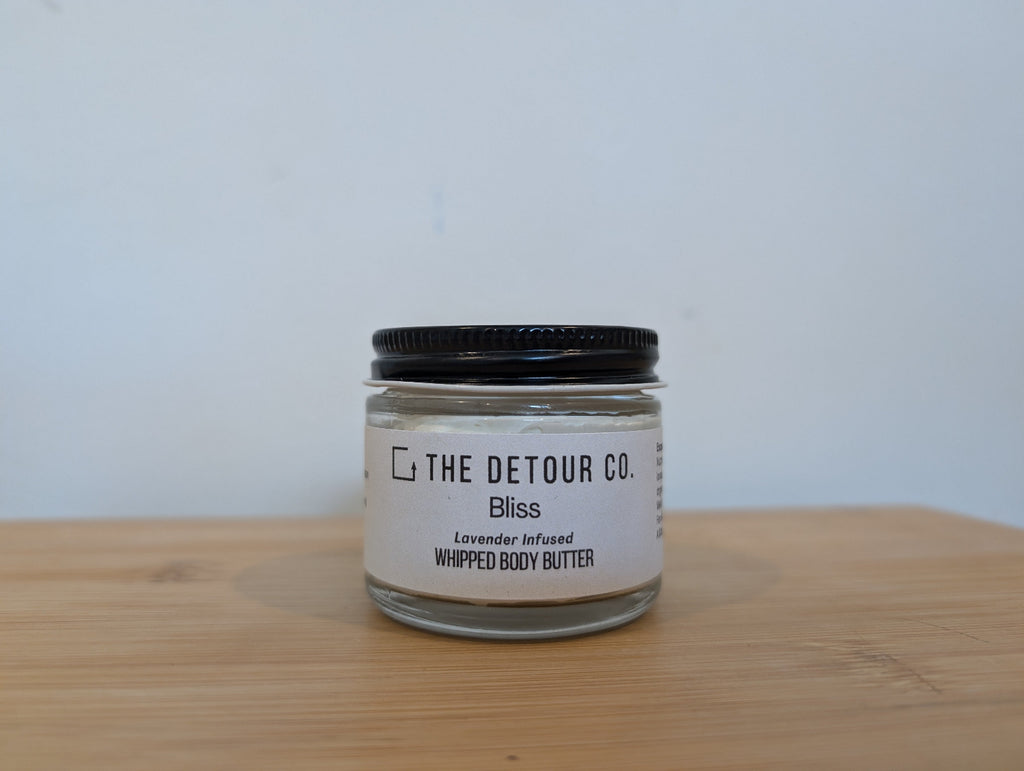 THE DETOUR CO.
Bliss
Lavender Infused
WHIPPED BODY BUTTER